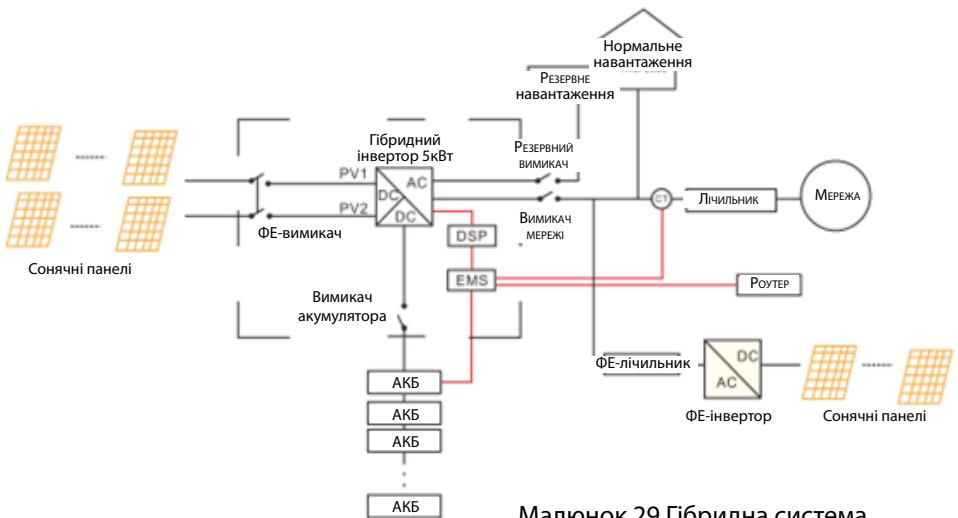 Нормальне
навантаження
Резервне
навантаження
Гібридний
інвертор 5кВт
Резервний
вимикач
PV1
AC
DC
PV2
DC
ФЕ-вимикач
Вимикач
мережі
CT
Лічильник
Мережа
DSP
EMS
Роутер
Сонячні панелі
Вимикач
акумулятора
АКБ
АКБ
АКБ
АКБ
ФЕ-лічильник
DC
AC
ФЕ-інвертор
Сонячні панелі
Малюнок 29 Гібридна система